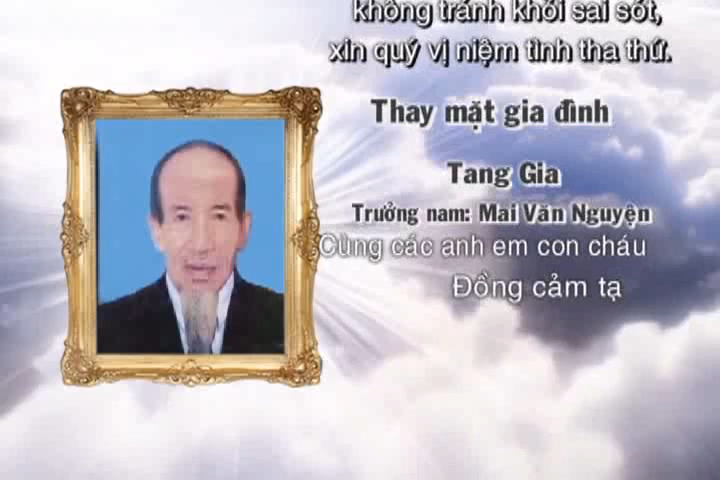 không tránh khỏi sai sót,
xin quý vị niệm tình tha thứ.
Thay mặt gia đình
Tang Gia
Trưởng nam: Mai Văn Nguyện
Cùng các anh em con cháu
Đồng cảm tạ